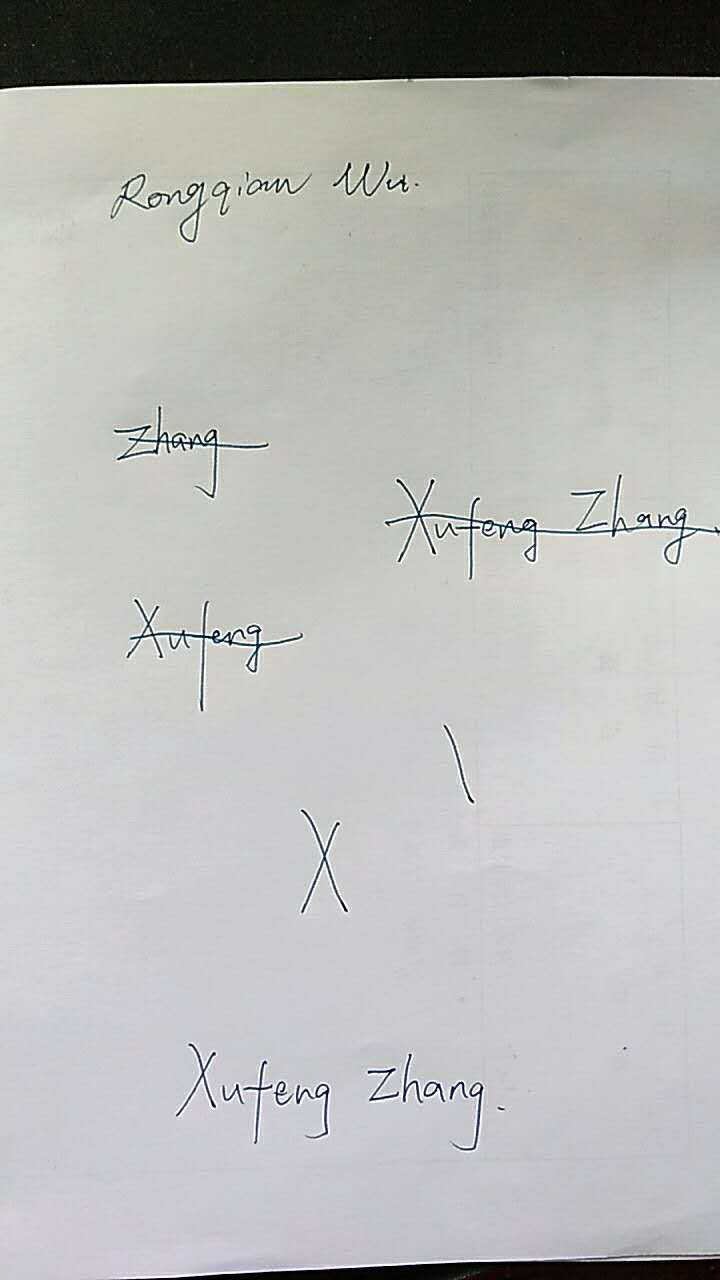 Rongqian Wu.
Zhang
Xufeng Zhang
Xufeng
X
Xufeng Zhang.